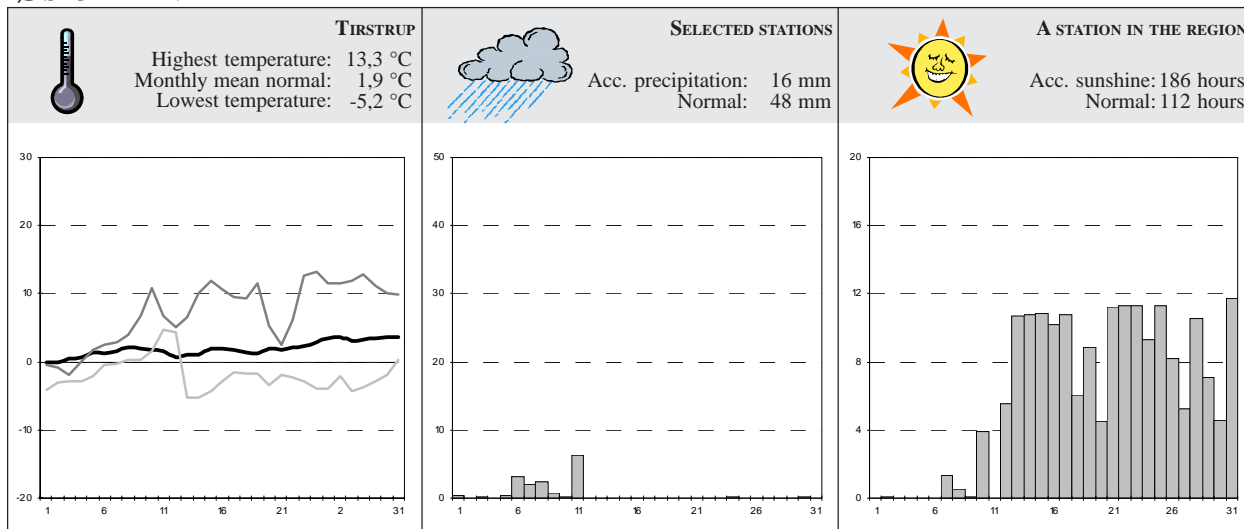 TIRSTRUP
Highest temperature: 13,3 °C
Monthly mean normal: 1,9 °C
Lowest temperature: -5,2 °C
SELECTED STATIONS
Acc. precipitation: 16 mm
Normal: 48 mm
A STATION IN THE REGION
Acc. sunshine: 186 hours
Normal: 112 hours
30
20
10
0
-10
-20
1 6 11 16 21 2 31
50
40
30
20
10
0
1 6 11 16 21 26 31
20
16
12
8
4
0
1 6 11 16 21 26 31